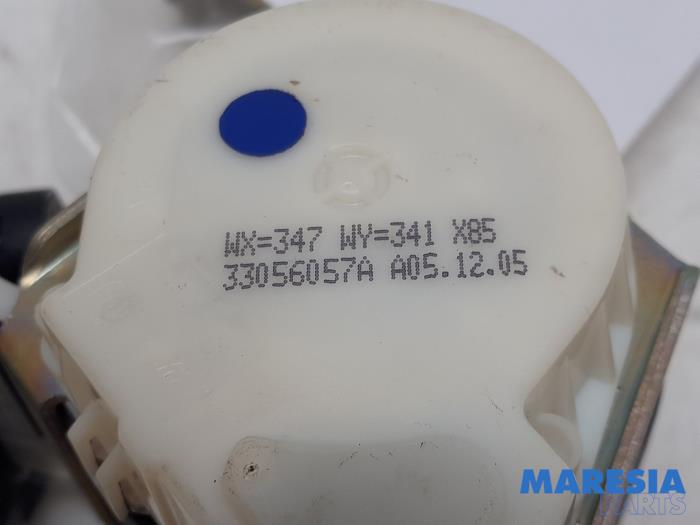 WX=347 WY=341 X85
33056057A A05.12.05
MARESIA
PARTS